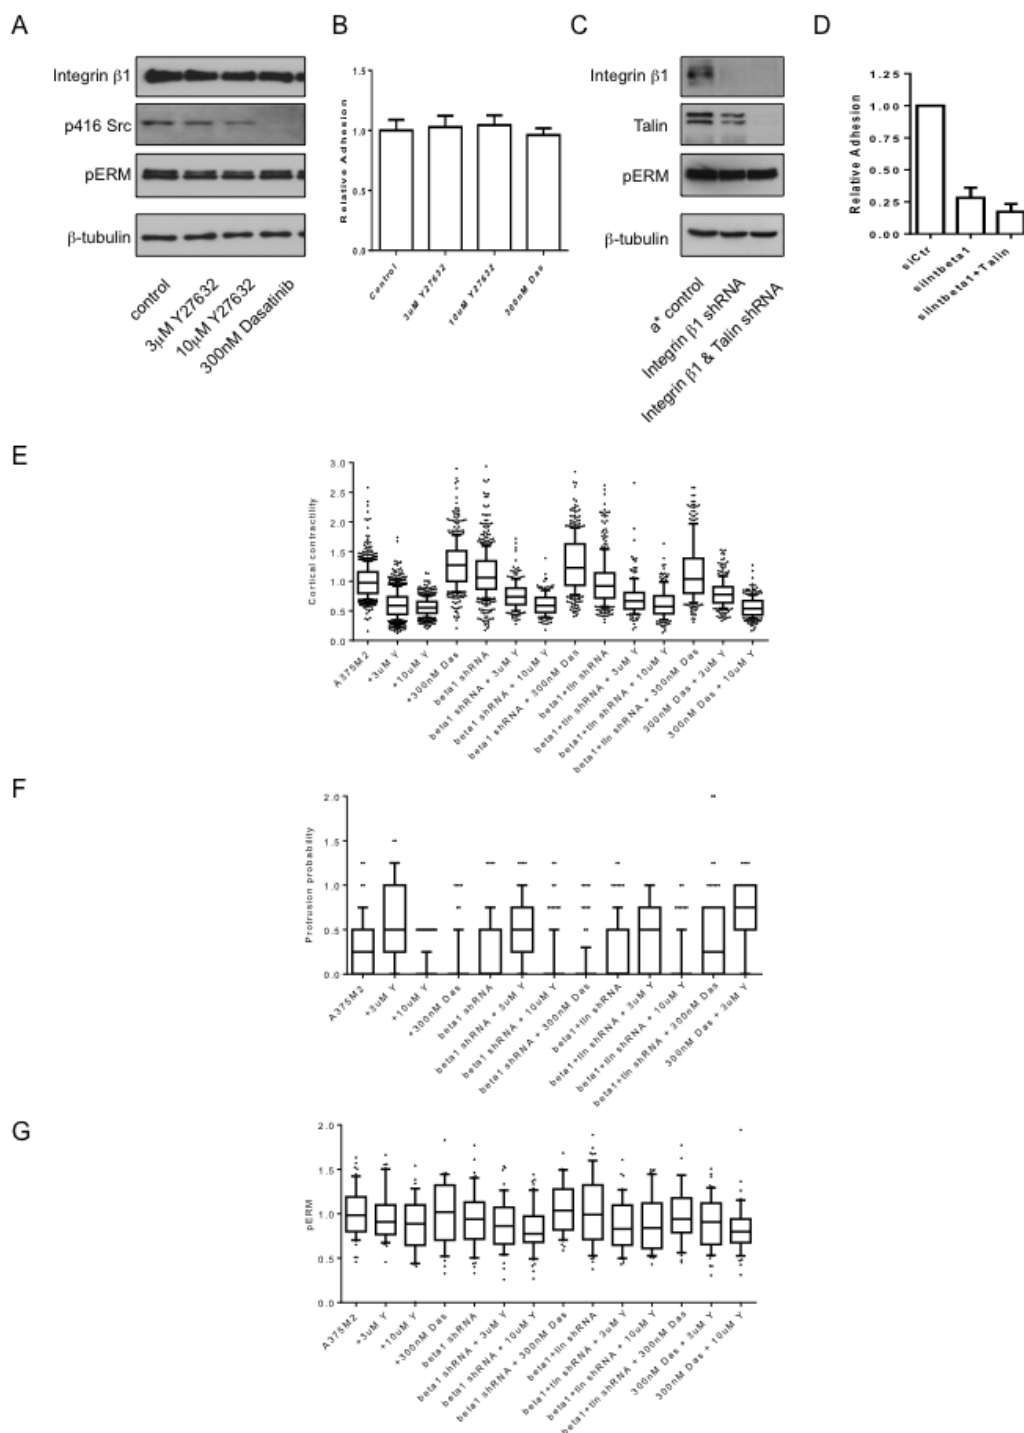 A
Integrin β1
p416 Src
pERM
β-tubulin
control
3μM Y27632
10μM Y27632
300nM Dasatinib
B
Relative Adhesion
1.5
1.0
0.5
0.0
Control
3uM Y27632
10uM Y27632
300nM Das
C
Integrin β1
Talin
pERM
β-tubulin
a* control
Integrin β1 shRNA
Integrin β1 & Talin shRNA
D
Relative Adhesion
1.25
1.00
0.75
0.50
0.25
0.00
siCtr
siIntbeta1
siIntbeta1+Talin
E
Cortical contractility
3.0
2.5
2.0
1.5
1.0
0.5
0.0
A375M2
+3uM Y
+10uM Y
+300nM Das
beta1 shRNA
beta1 shRNA + 3uM Y
beta1 shRNA + 10uM Y
beta1 shRNA + 300nM Das
beta1+tln shRNA
beta1+tln shRNA + 3uM Y
beta1+tln shRNA + 10uM Y
beta1+tln shRNA + 300nM Das
300nM Das + 3uM Y
300nM Das + 10uM Y
F
Protrusion probability
2.0
1.5
1.0
0.5
0.0
A375M2
+3uM Y
+10uM Y
+300nM Das
beta1 shRNA
beta1 shRNA + 3uM Y
beta1 shRNA + 10uM Y
beta1 shRNA + 300nM Das
beta1+tln shRNA
beta1+tln shRNA + 3uM Y
beta1+tln shRNA + 10uM Y
beta1+tln shRNA + 300nM Das
300nM Das + 3uM Y
G
pERM
2.0
1.5
1.0
0.5
0.0
A375M2
+3uM Y
+10uM Y
+300nM Das
beta1 shRNA
beta1 shRNA + 3uM Y
beta1 shRNA + 10uM Y
beta1 shRNA + 300nM Das
beta1+tln shRNA
beta1+tln shRNA + 3uM Y
beta1+tln shRNA + 10uM Y
beta1+tln shRNA + 300nM Das
300nM Das + 3uM Y
300nM Das + 10uM Y